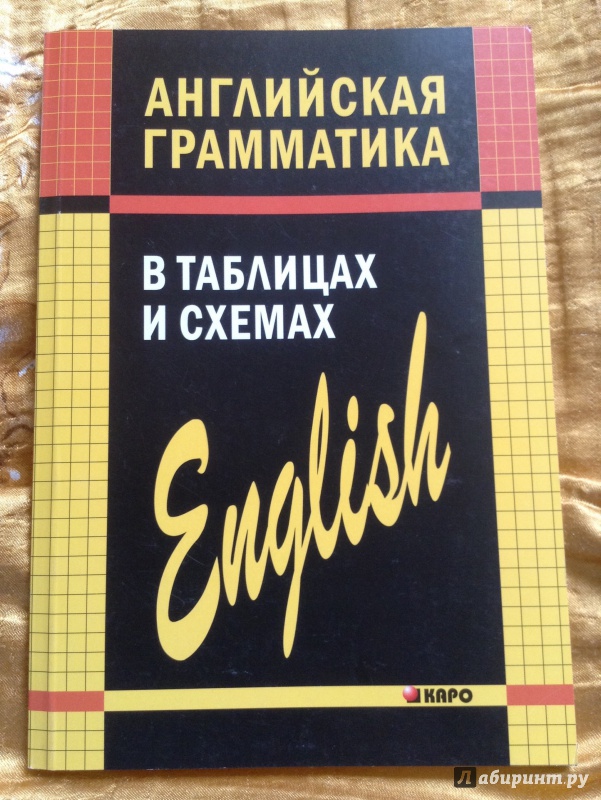 АНГЛИЙСКАЯ
ГРАММАТИКА
В ТАБЛИЦАХ
И СХЕМАХ
English
КАРО
Лабиринт.ру